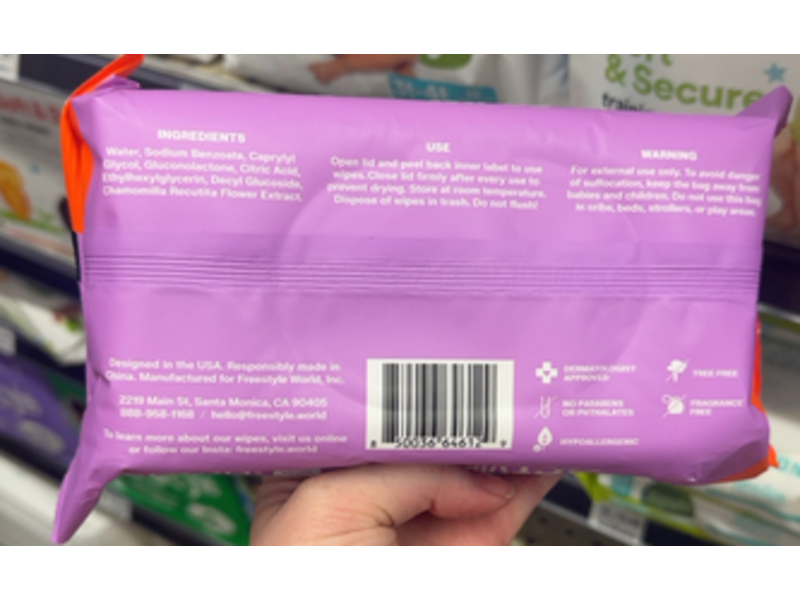 & Secure
INGREDIENTS
Water, Sodium Benzoate, Caprylyl
Glycol, Gluconolactone, Citric Acid,
Ethylhexylglycerin, Decyl Glucoside,
Chamomilla Recutita Flower Extract.
USE
Open lid and peel back inner label to use
wipes. Close lid firmly after every use to
prevent drying. Store at room temperature.
Dispose of wipes in trash. Do not flush!
WARNING
For external use only. To avoid danger
of suffocation, keep the bag away from
babies and children. Do not use this bag
in cribs, beds, strollers, or play areas.
Designed in the USA. Responsibly made in
China. Manufactured for Freestyle World, Inc.
2219 Main St, Santa Monica, CA 90405
888-958-1168 / hello@freestyle.world
To learn more about our wipes, visit us online
or follow our Insta: freestyle.world
8 50036 64612 9
DERMATOLOGIST
APPROVED
NO PARABENS
OR PHTHALATES
HYPOALLERGENIC
TREE FREE
FRAGRANCE
FREE